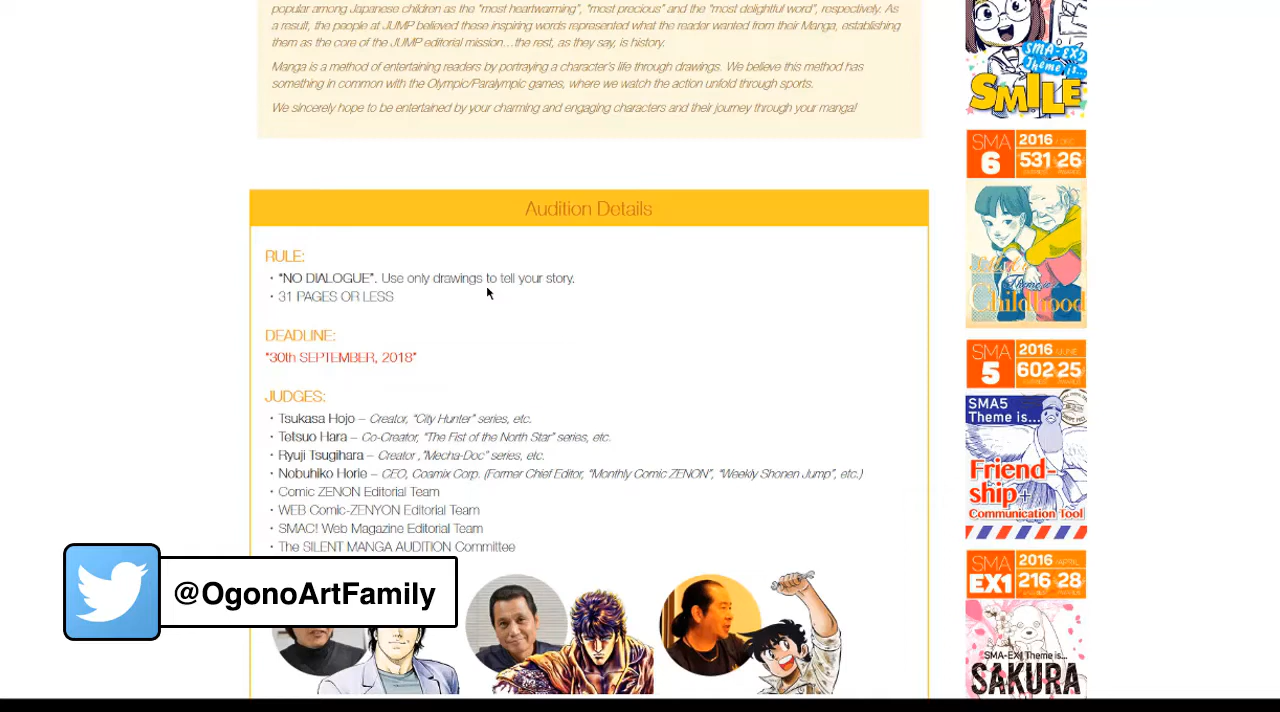 popular among Japanese children as the "most heartwarming", "most precious" and the "most delightful word", respectively. As
a result, the people at JUMP believed these inspiring words represented what the reader wanted from their Manga, establishing
them as the core of the JUMP editorial mission…the rest, as they say, is history.
Manga is about entertaining readers by portraying a character's life through drawings. We believe this method has
something in common with the Olympic/Paralympic games, where we watch the action unfold through sports.
We sincerely hope to be entertained by your charming and engaging characters and their journey through your manga!
Audition Details
RULE:
• "NO DIALOGUE". Use only drawings to tell your story.
• 31 PAGES OR LESS
DEADLINE:
"30th SEPTEMBER, 2018"
JUDGES:
• Tsukasa Hojo – Creator, "City Hunter" series, etc.
• Tetsuo Hara – Co-Creator, "The Fist of the North Star" series, etc.
• Ryuji Tsugihara – Creator ,"Mecha-Doc" series, etc.
• Nobuhiko Horie – CEO, Coamix Corp. (Former Chief Editor, "Monthly Comic ZENON", "Weekly Shonen Jump", etc.)
• Comic ZENON Editorial Team
• WEB Comic-ZENYON Editorial Team
• SMAC! Web Magazine Editorial Team
• The SILENT MANGA AUDITION Committee
@OgonoArtFamily
SMA-EX2
Theme is...
SMILE
SMA
6
2016 / DEC
531 26
Childhood
SMA
5
2016 /JUNE
602 25
SMA5
Theme is...
Friend-
ship+
Communication Tool
SMA
EX1
2016 /APRIL
216 28
SMA-EX1 Theme is...
SAKURA